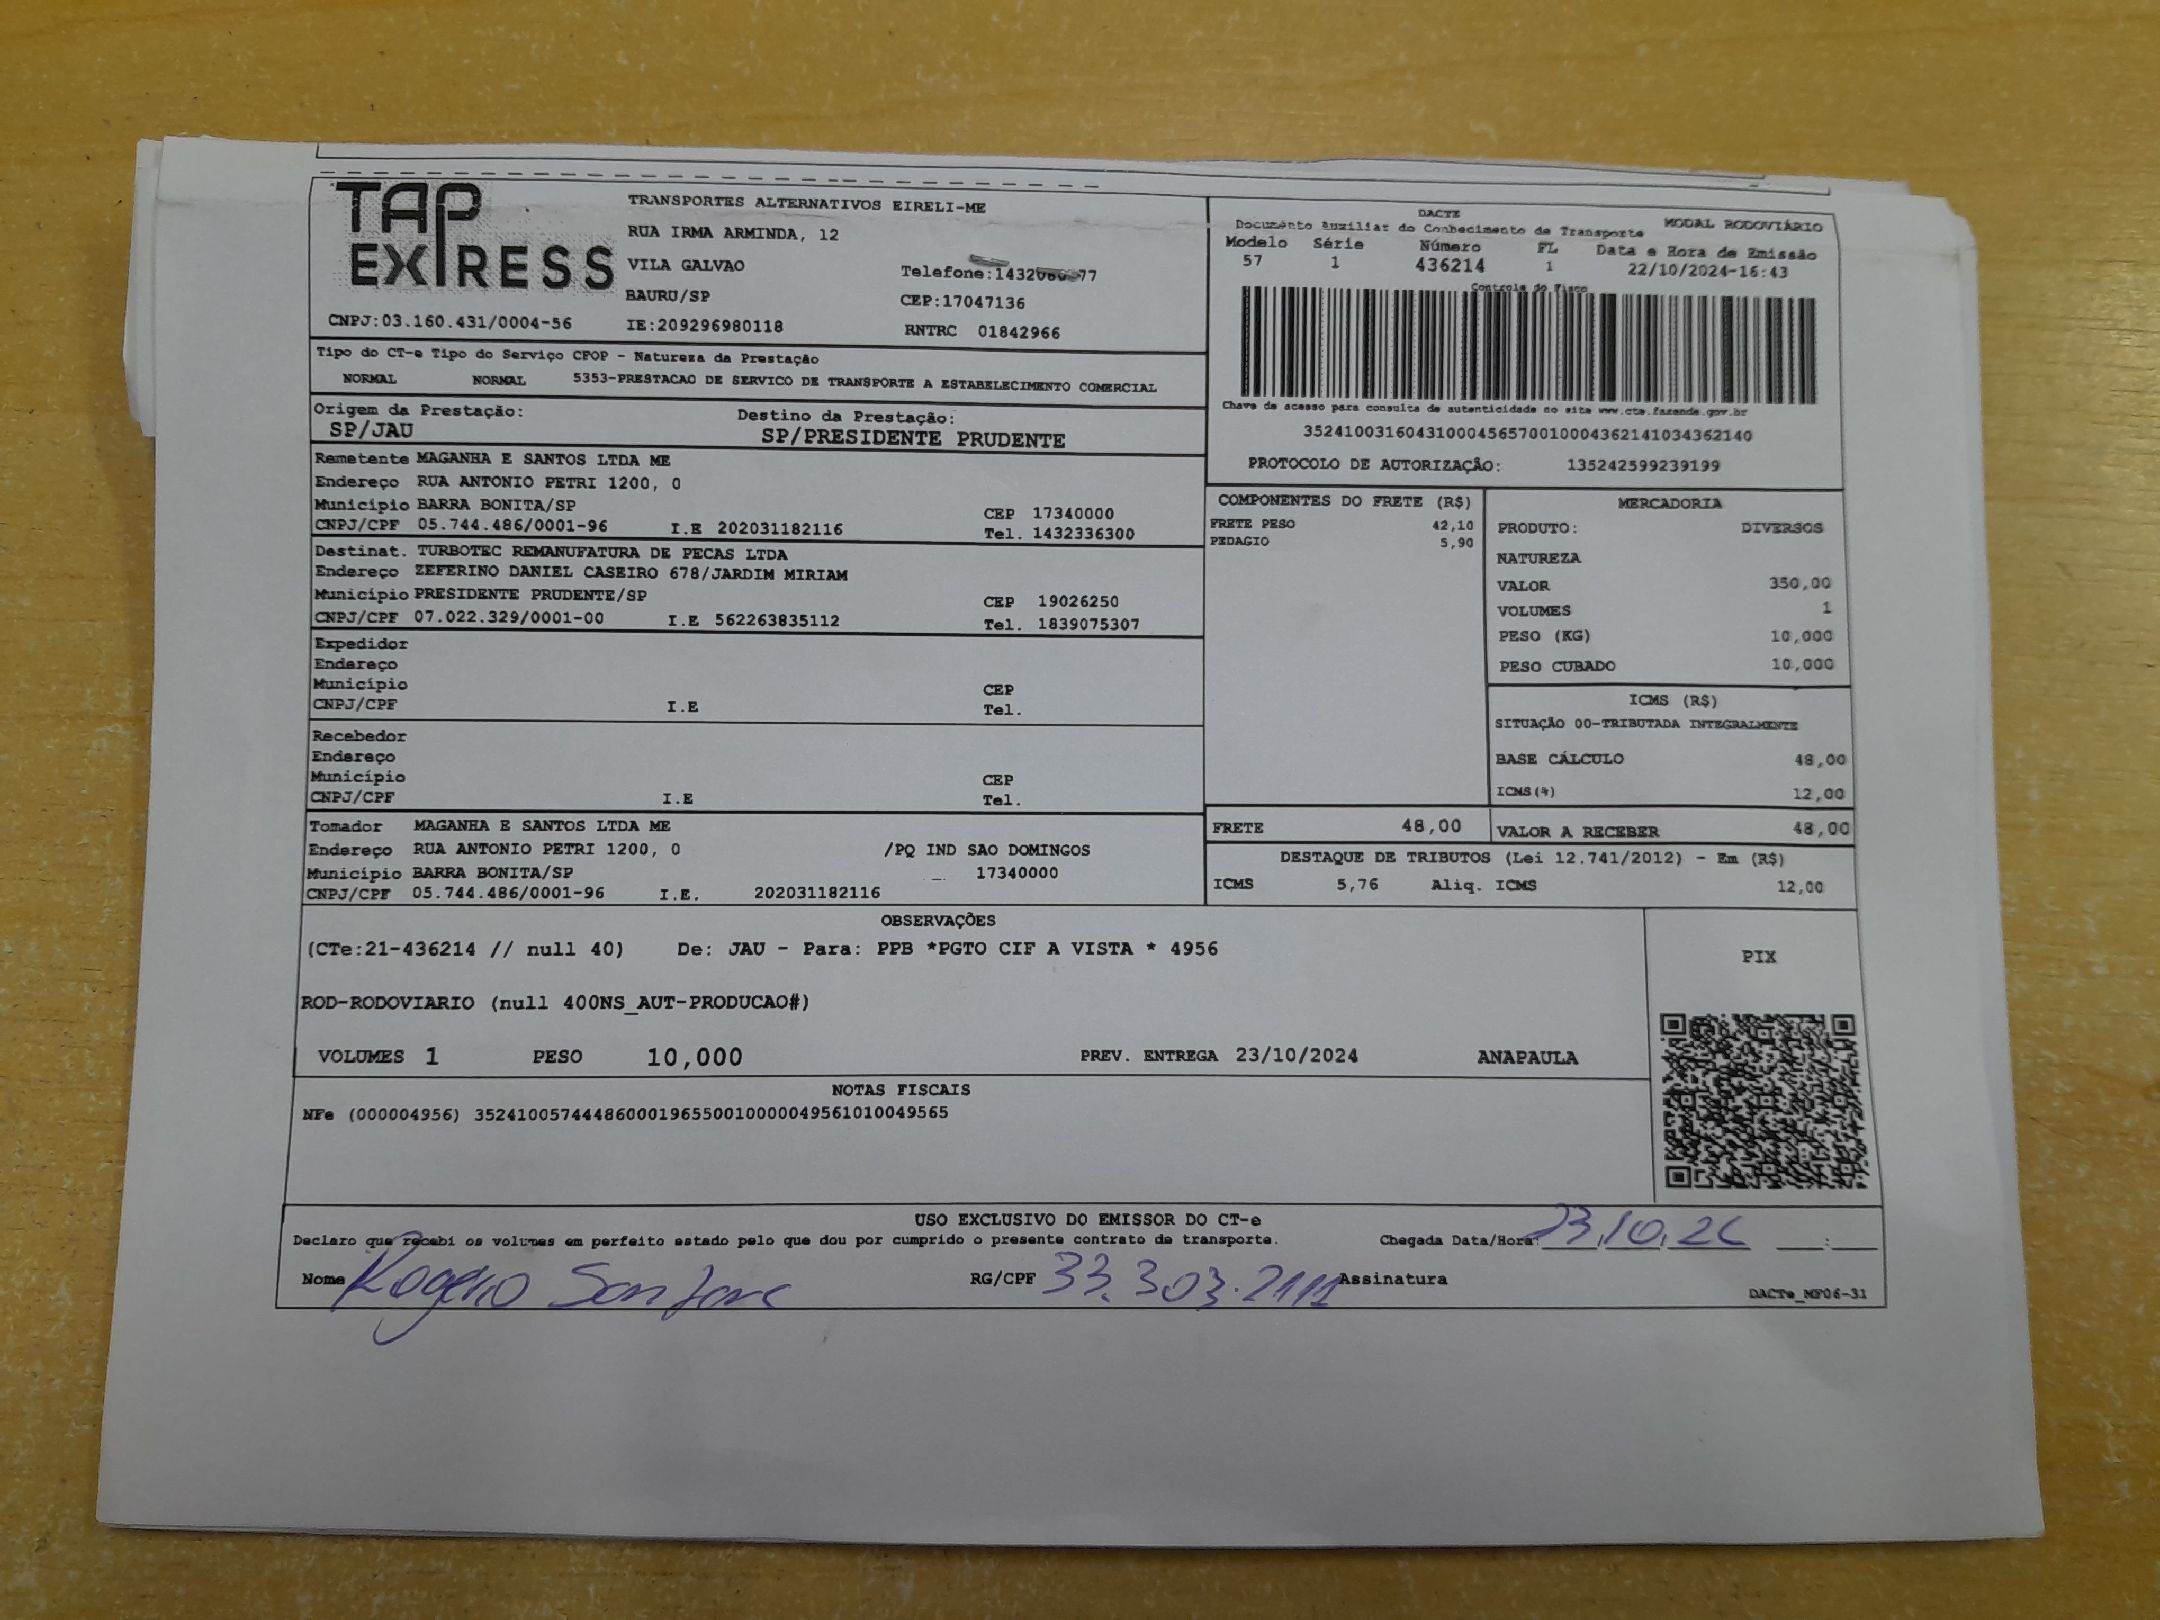 TAP
EXPRESS
TRANSPORTES ALTERNATIVOS EIRELI-ME
RUA IRMA ARMINDA, 12
VILA GALVAO
BAURU/SP
Telefone:
CEP:17047136
CNPJ:03.160.431/0004-56 IE:209296980118 RNTRC 01842966
DACTE
Documento Auxiliar do Conhecimento de Transporte MODAL RODOVIÁRIO
Modelo Série Número FL Data e Hora de Emissão
57 1 436214 1 22/10/2024-16:43
Controle do Fisco
Chave de acesso para consulta de autenticidade no site www.cte.fazenda.gov.br
35241003160431000456570010004362141034362140
PROTOCOLO DE AUTORIZAÇÃO: 135242599239199
Tipo do CT-e Tipo do Serviço CFOP - Natureza da Prestação
NORMAL NORMAL 5353-PRESTACAO DE SERVICO DE TRANSPORTE A ESTABELECIMENTO COMERCIAL
Origem da Prestação: Destino da Prestação:
SP/JAU SP/PRESIDENTE PRUDENTE
Remetente MAGANHA E SANTOS LTDA ME
Endereço RUA ANTONIO PETRI 1200, 0
Município BARRA BONITA/SP CEP 17340000
CNPJ/CPF 05.744.486/0001-96 I.E 202031182116 Tel. 1432336300
Destinat. TURBOTEC REMANUFATURA DE PECAS LTDA
Endereço ZEFERINO DANIEL CASEIRO 678/JARDIM MIRIAM
Município PRESIDENTE PRUDENTE/SP CEP 19026250
CNPJ/CPF 07.022.329/0001-00 I.E 562263835112 Tel. 1839075307
Expedidor
Endereço
Município CEP
CNPJ/CPF I.E Tel.
Recebedor
Endereço
Município CEP
CNPJ/CPF I.E Tel.
Tomador MAGANHA E SANTOS LTDA ME
Endereço RUA ANTONIO PETRI 1200, 0 /PQ IND SAO DOMINGOS
Município BARRA BONITA/SP 17340000
CNPJ/CPF 05.744.486/0001-96 I.E. 202031182116
COMPONENTES DO FRETE (R$)
FRETE PESO 42,10
PEDAGIO 5,90
MERCADORIA
PRODUTO: DIVERSOS
NATUREZA
VALOR 350,00
VOLUMES 1
PESO (KG) 10,000
PESO CUBADO 10,000
ICMS (R$)
SITUAÇÃO 00-TRIBUTADA INTEGRALMENTE
BASE CÁLCULO 48,00
ICMS(%) 12,00
FRETE 48,00 VALOR A RECEBER 48,00
DESTAQUE DE TRIBUTOS (Lei 12.741/2012) - Em (R$)
ICMS 5,76 Aliq. ICMS 12,00
OBSERVAÇÕES
(CTe:21-436214 // null 40) De: JAU - Para: PPB *PGTO CIF A VISTA * 4956
ROD-RODOVIARIO (null 400NS_AUT-PRODUCAO#)
VOLUMES 1 PESO 10,000 PREV. ENTREGA 23/10/2024 ANAPAULA
PIX
NOTAS FISCAIS
NFe (000004956) 35241005744486000196550010000049561010049565
USO EXCLUSIVO DO EMISSOR DO CT-e
Declaro que recebi os volumes em perfeito estado pelo que dou por cumprido o presente contrato de transporte. Chegada Data/Hora: 23,10,
Nome RG/CPF 33.303. Assinatura
DACTe_MF06-31